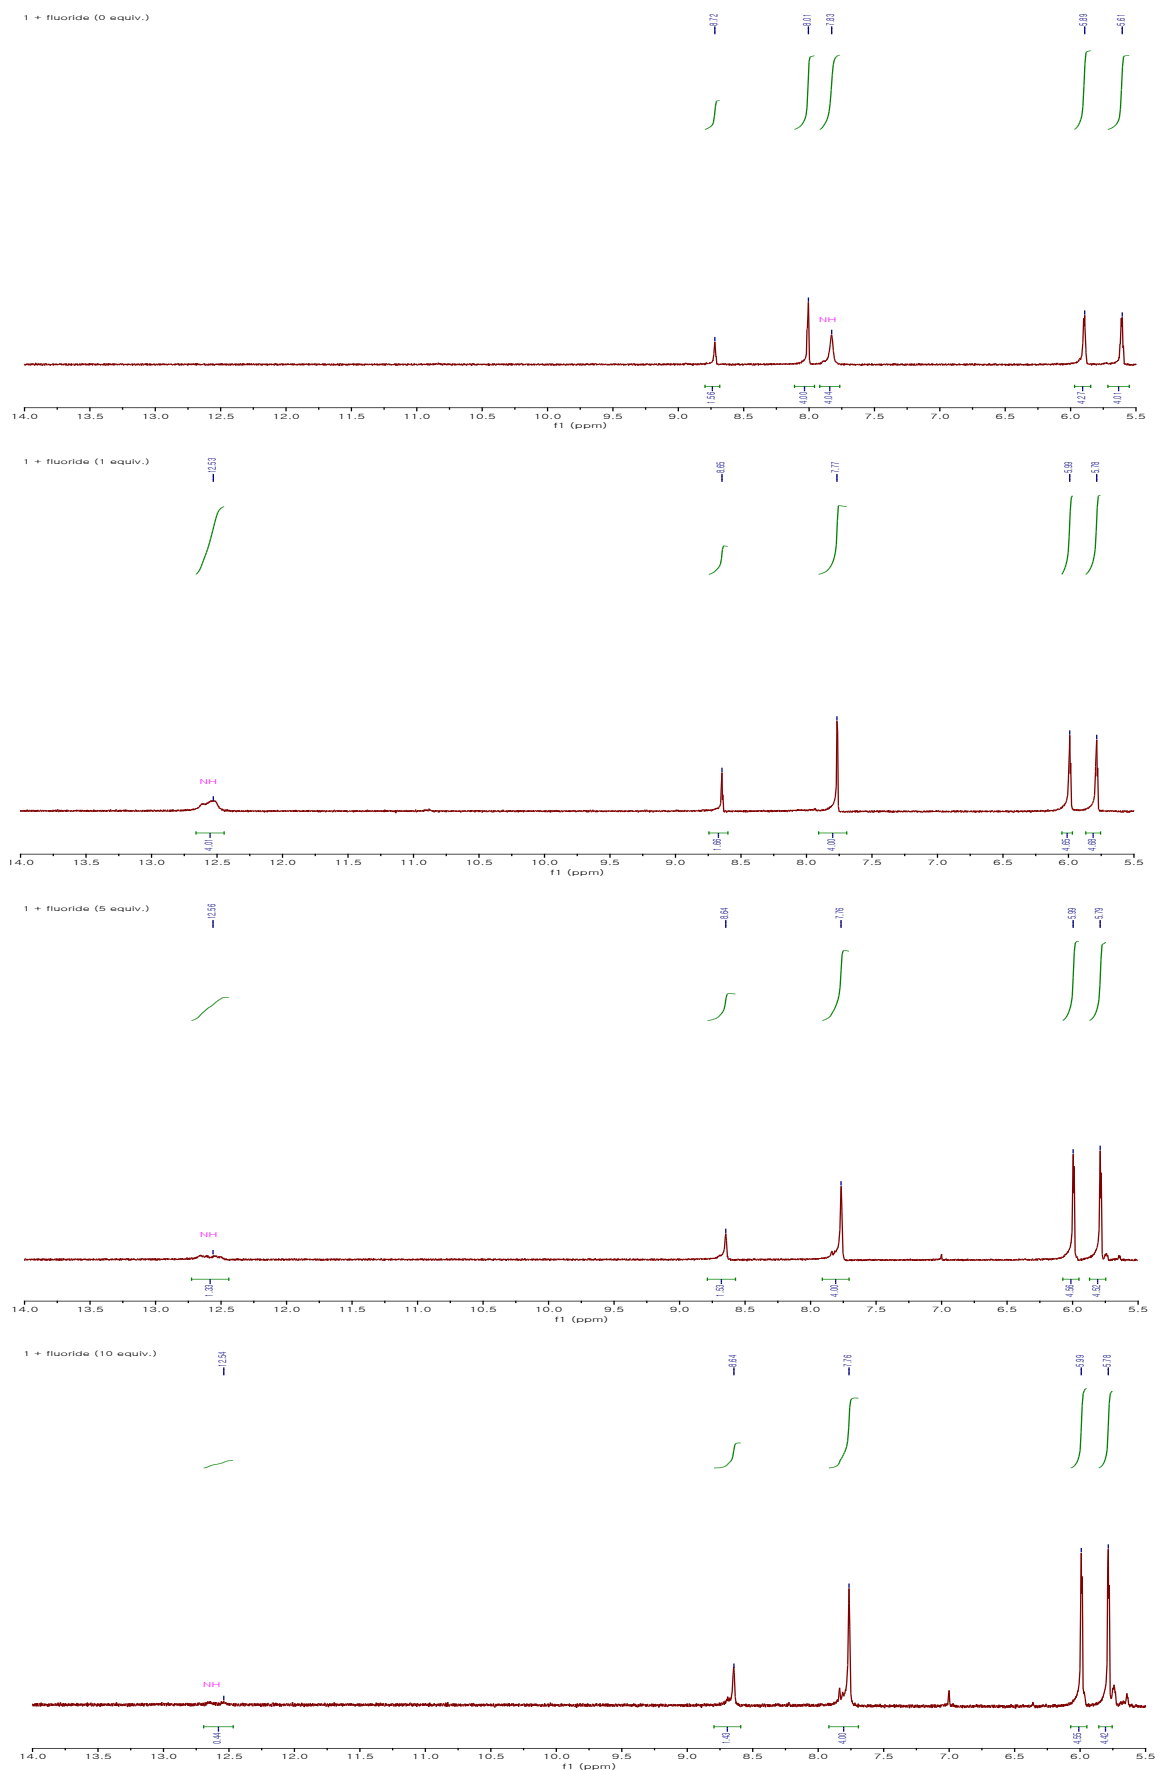 1 + fluoride (0 equiv.)
8.72 8.01 7.83 5.89 5.61
NH
1.56 4.00 4.04 4.27 4.01
14.0 13.5 13.0 12.5 12.0 11.5 11.0 10.5 10.0 9.5 9.0 8.5 8.0 7.5 7.0 6.5 6.0 5.5
f1 (ppm)
1 + fluoride (1 equiv.)
12.53 8.65 7.77 5.99 5.78
NH
4.01 1.66 4.00 4.65 4.68
14.0 13.5 13.0 12.5 12.0 11.5 11.0 10.5 10.0 9.5 9.0 8.5 8.0 7.5 7.0 6.5 6.0 5.5
f1 (ppm)
1 + fluoride (5 equiv.)
12.56 8.64 7.76 5.99 5.79
NH
1.33 1.53 4.00 4.56 4.52
14.0 13.5 13.0 12.5 12.0 11.5 11.0 10.5 10.0 9.5 9.0 8.5 8.0 7.5 7.0 6.5 6.0 5.5
f1 (ppm)
1 + fluoride (10 equiv.)
12.54 8.64 7.76 5.99 5.78
NH
0.44 1.43 4.00 4.55 4.42
14.0 13.5 13.0 12.5 12.0 11.5 11.0 10.5 10.0 9.5 9.0 8.5 8.0 7.5 7.0 6.5 6.0 5.5
f1 (ppm)